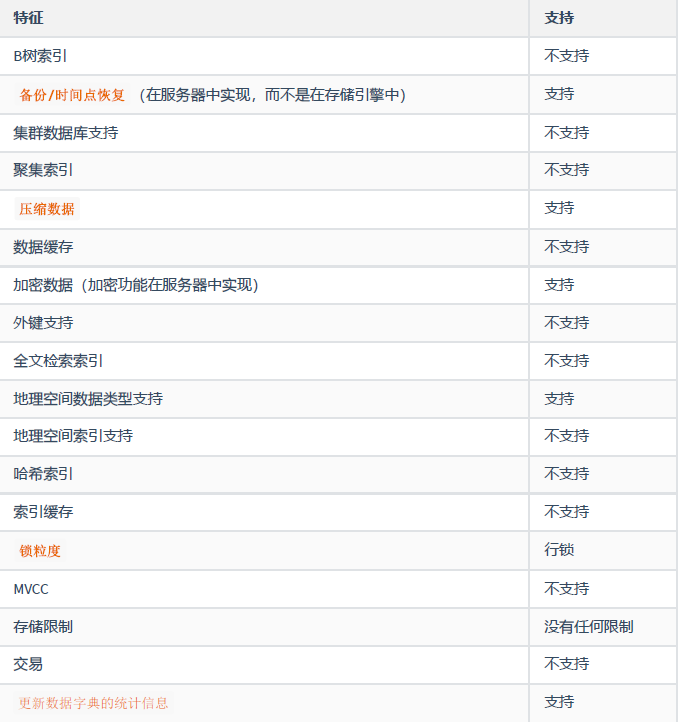 特征 支持
B树索引 不支持
备份/时间点恢复 （在服务器中实现，而不是在存储引擎中） 支持
集群数据库支持 不支持
聚集索引 不支持
压缩数据 支持
数据缓存 不支持
加密数据（加密功能在服务器中实现） 支持
外键支持 不支持
全文检索索引 不支持
地理空间数据类型支持 支持
地理空间索引支持 不支持
哈希索引 不支持
索引缓存 不支持
锁粒度 行锁
MVCC 不支持
存储限制 没有任何限制
交易 不支持
更新数据字典的统计信息 支持